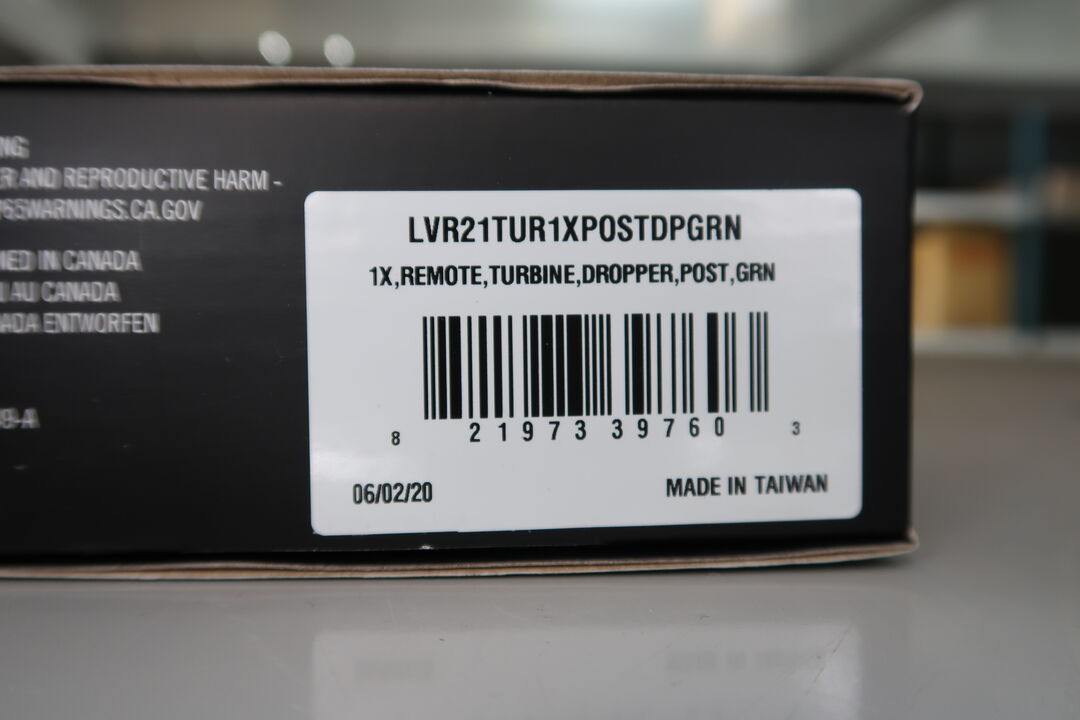 AND REPRODUCTIVE HARM -
65WARNINGS.CA.GOV
IN CANADA
AU CANADA
ENTWORFEN
LVR21TUR1XPOSTDPGRN
1X,REMOTE,TURBINE,DROPPER,POST,GRN
8 21973 39760 3
06/02/20 MADE IN TAIWAN